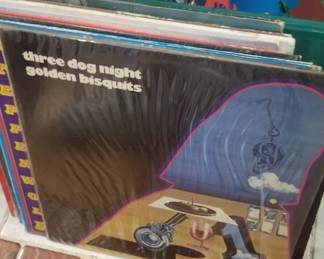 three dog night
golden bisquits